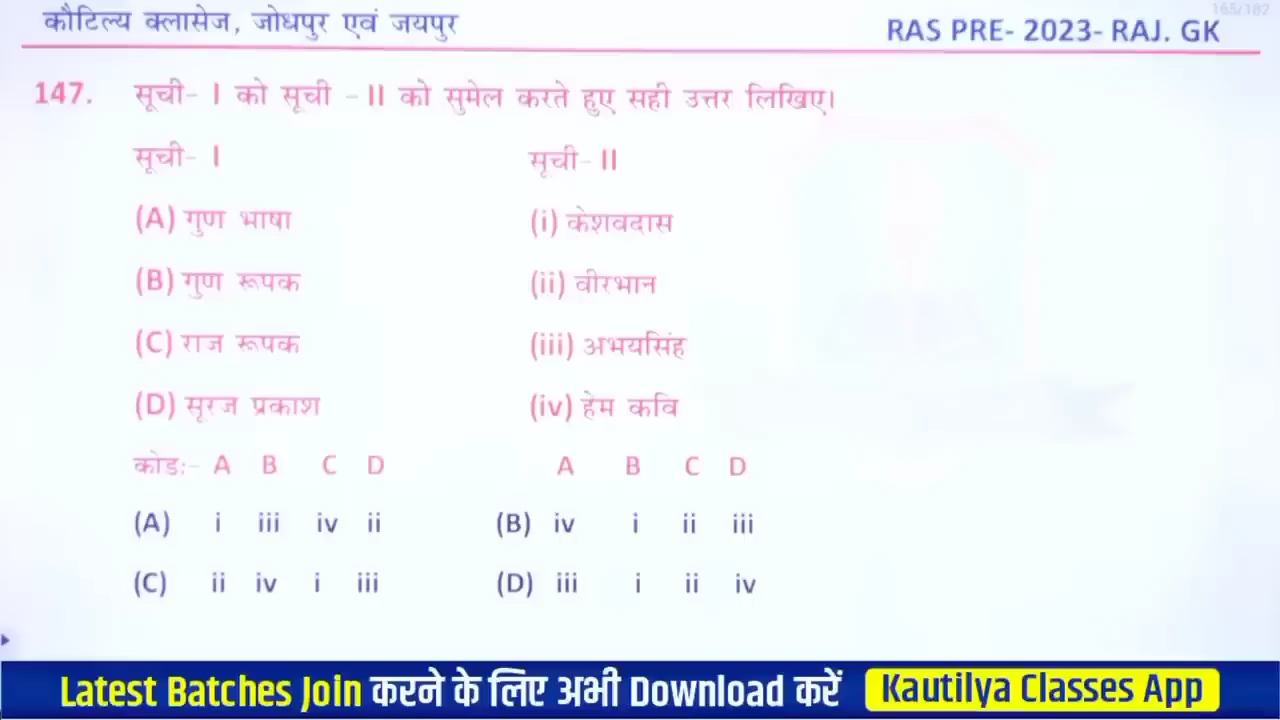 कौटिल्य क्लासेज, जोधपुर एवं जयपुर
165/182
RAS PRE- 2023- RAJ. GK
147. सूची- I को सूची - II को सुमेल करते हुए सही उत्तर लिखिए।
सूची- I सूची- II
(A) गुण भाषा (i) केशवदास
(B) गुण रूपक (ii) वीरभान
(C) राज रूपक (iii) अभयसिंह
(D) सूरज प्रकाश (iv) हेम कवि
कोड:- A B C D A B C D
(A) i iii iv ii (B) iv i ii iii
(C) ii iv i iii (D) iii i ii iv
Latest Batches Join करने के लिए अभी Download करें Kautilya Classes App